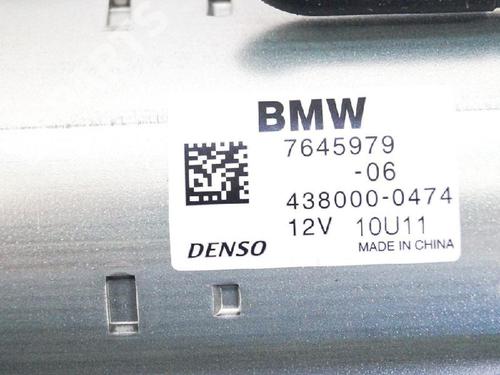 BMW
7645979
-06
438000-0474
12V 10U11
DENSO MADE IN CHINA